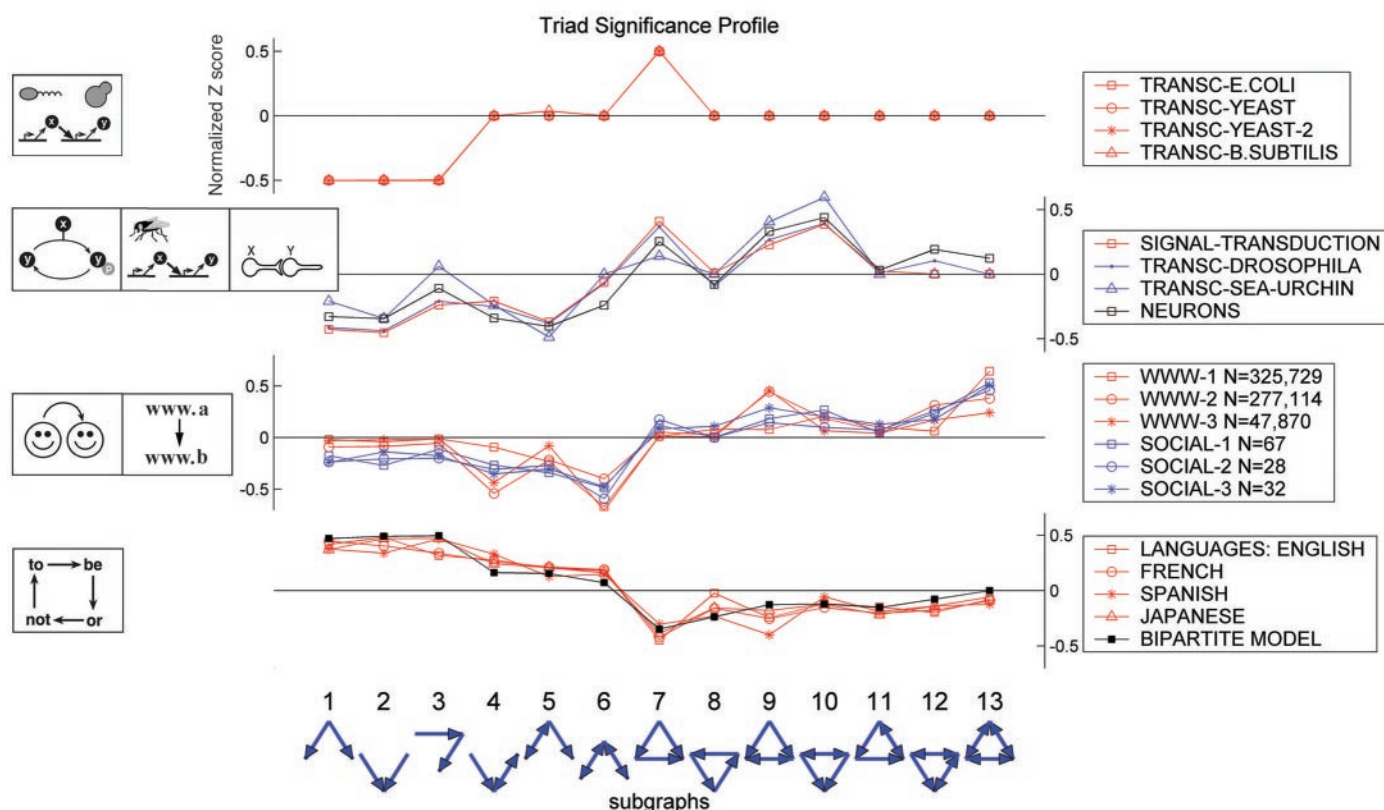 Triad Significance Profile
Normalized Z score
0.5
0
-0.5
x
y
TRANSC-E.COLI
TRANSC-YEAST
TRANSC-YEAST-2
TRANSC-B.SUBTILIS
x
y
y
p
x
y
X Y
0.5
0
-0.5
SIGNAL-TRANSDUCTION
TRANSC-DROSOPHILA
TRANSC-SEA-URCHIN
NEURONS
www.a
www.b
0.5
0
-0.5
WWW-1 N=325,729
WWW-2 N=277,114
WWW-3 N=47,870
SOCIAL-1 N=67
SOCIAL-2 N=28
SOCIAL-3 N=32
to be
not or
0.5
0
-0.5
LANGUAGES: ENGLISH
FRENCH
SPANISH
JAPANESE
BIPARTITE MODEL
1 2 3 4 5 6 7 8 9 10 11 12 13
subgraphs